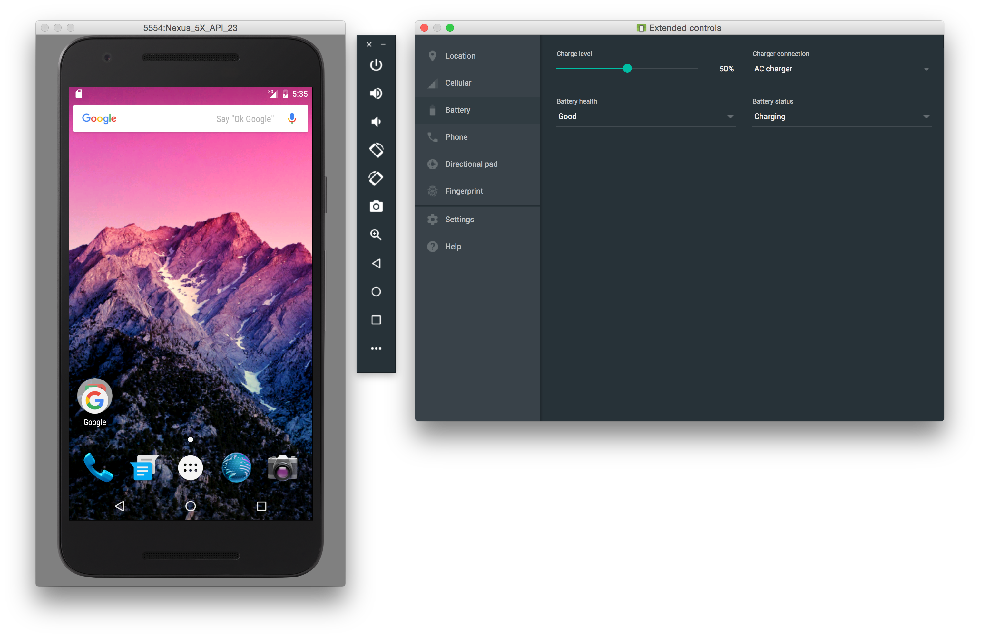 5554:Nexus_5X_API_23
3G 5:35
Google Say "Ok Google"
Google
Extended controls
Location
Cellular
Battery
Phone
Directional pad
Fingerprint
Settings
Help
Charge level
50%
Charger connection
AC charger
Battery health
Good
Battery status
Charging